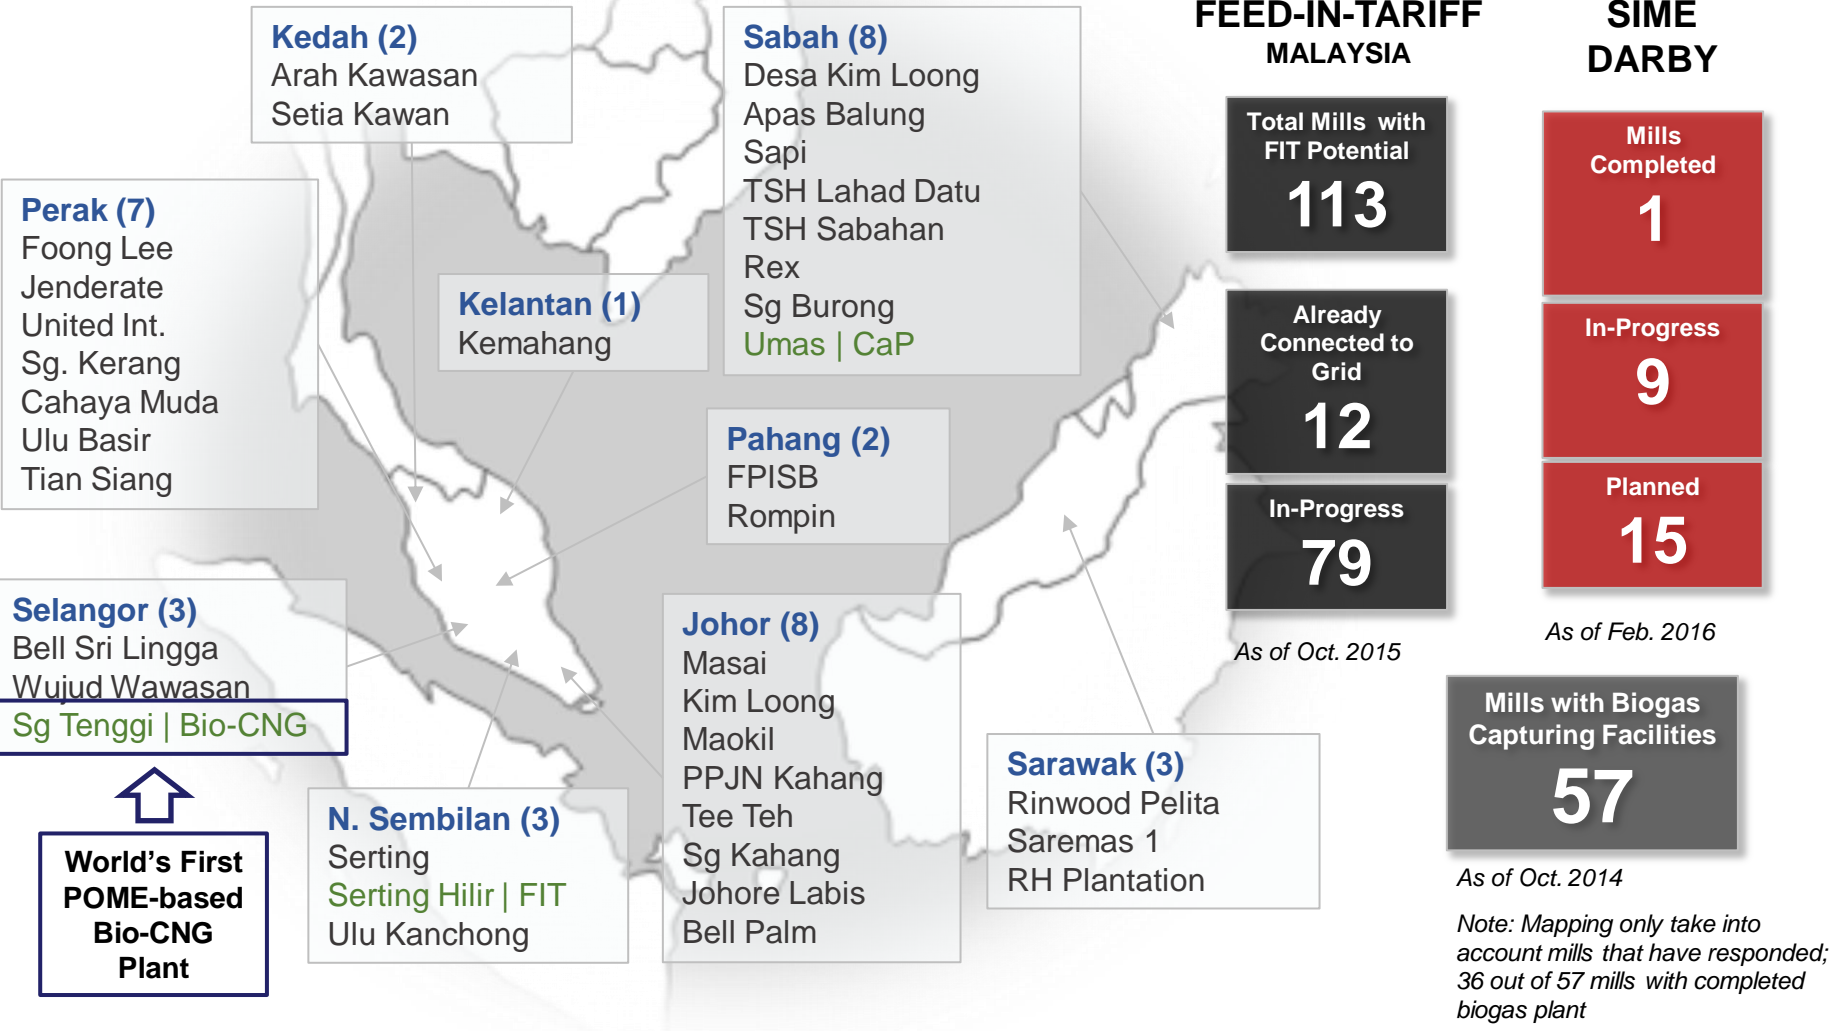 Kedah (2)
Arah Kawasan
Setia Kawan
Sabah (8)
Desa Kim Loong
Apas Balung
Sapi
TSH Lahad Datu
TSH Sabahan
Rex
Sg Burong
Umas | CaP
Perak (7)
Foong Lee
Jenderate
United Int.
Sg. Kerang
Cahaya Muda
Ulu Basir
Tian Siang
Kelantan (1)
Kemahang
Pahang (2)
FPISB
Rompin
Selangor (3)
Bell Sri Lingga
Wujud Wawasan
Sg Tenggi | Bio-CNG
World's First
POME-based
Bio-CNG
Plant
N. Sembilan (3)
Serting
Serting Hilir | FIT
Ulu Kanchong
Johor (8)
Masai
Kim Loong
Maokil
PPJN Kahang
Tee Teh
Sg Kahang
Johore Labis
Bell Palm
Sarawak (3)
Rinwood Pelita
Saremas 1
RH Plantation
FEED-IN-TARIFF
MALAYSIA
Total Mills with
FIT Potential
113
Already
Connected to
Grid
12
In-Progress
79
As of Oct. 2015
SIME
DARBY
Mills
Completed
1
In-Progress
9
Planned
15
As of Feb. 2016
Mills with Biogas
Capturing Facilities
57
As of Oct. 2014
Note: Mapping only take into
account mills that have responded;
36 out of 57 mills with completed
biogas plant